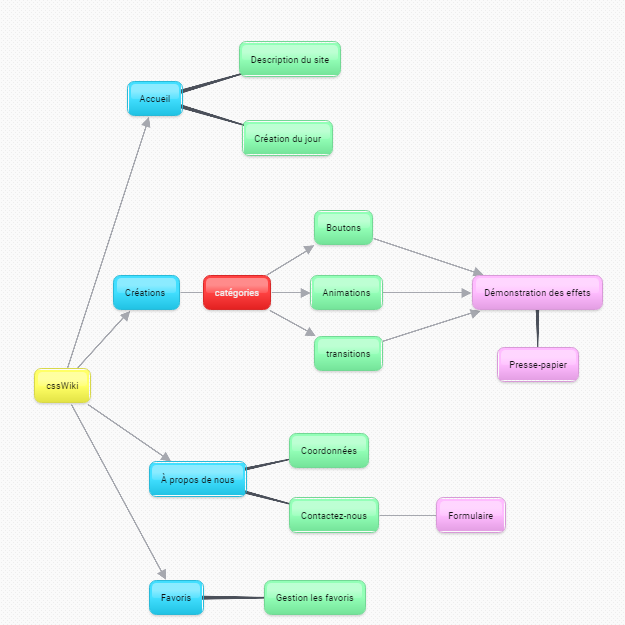 Description du site
Accueil
Création du jour
Boutons
Créations
catégories
Animations
Démonstration des effets
transitions
Presse-papier
cssWiki
Coordonnées
À propos de nous
Contactez-nous
Formulaire
Favoris
Gestion les favoris